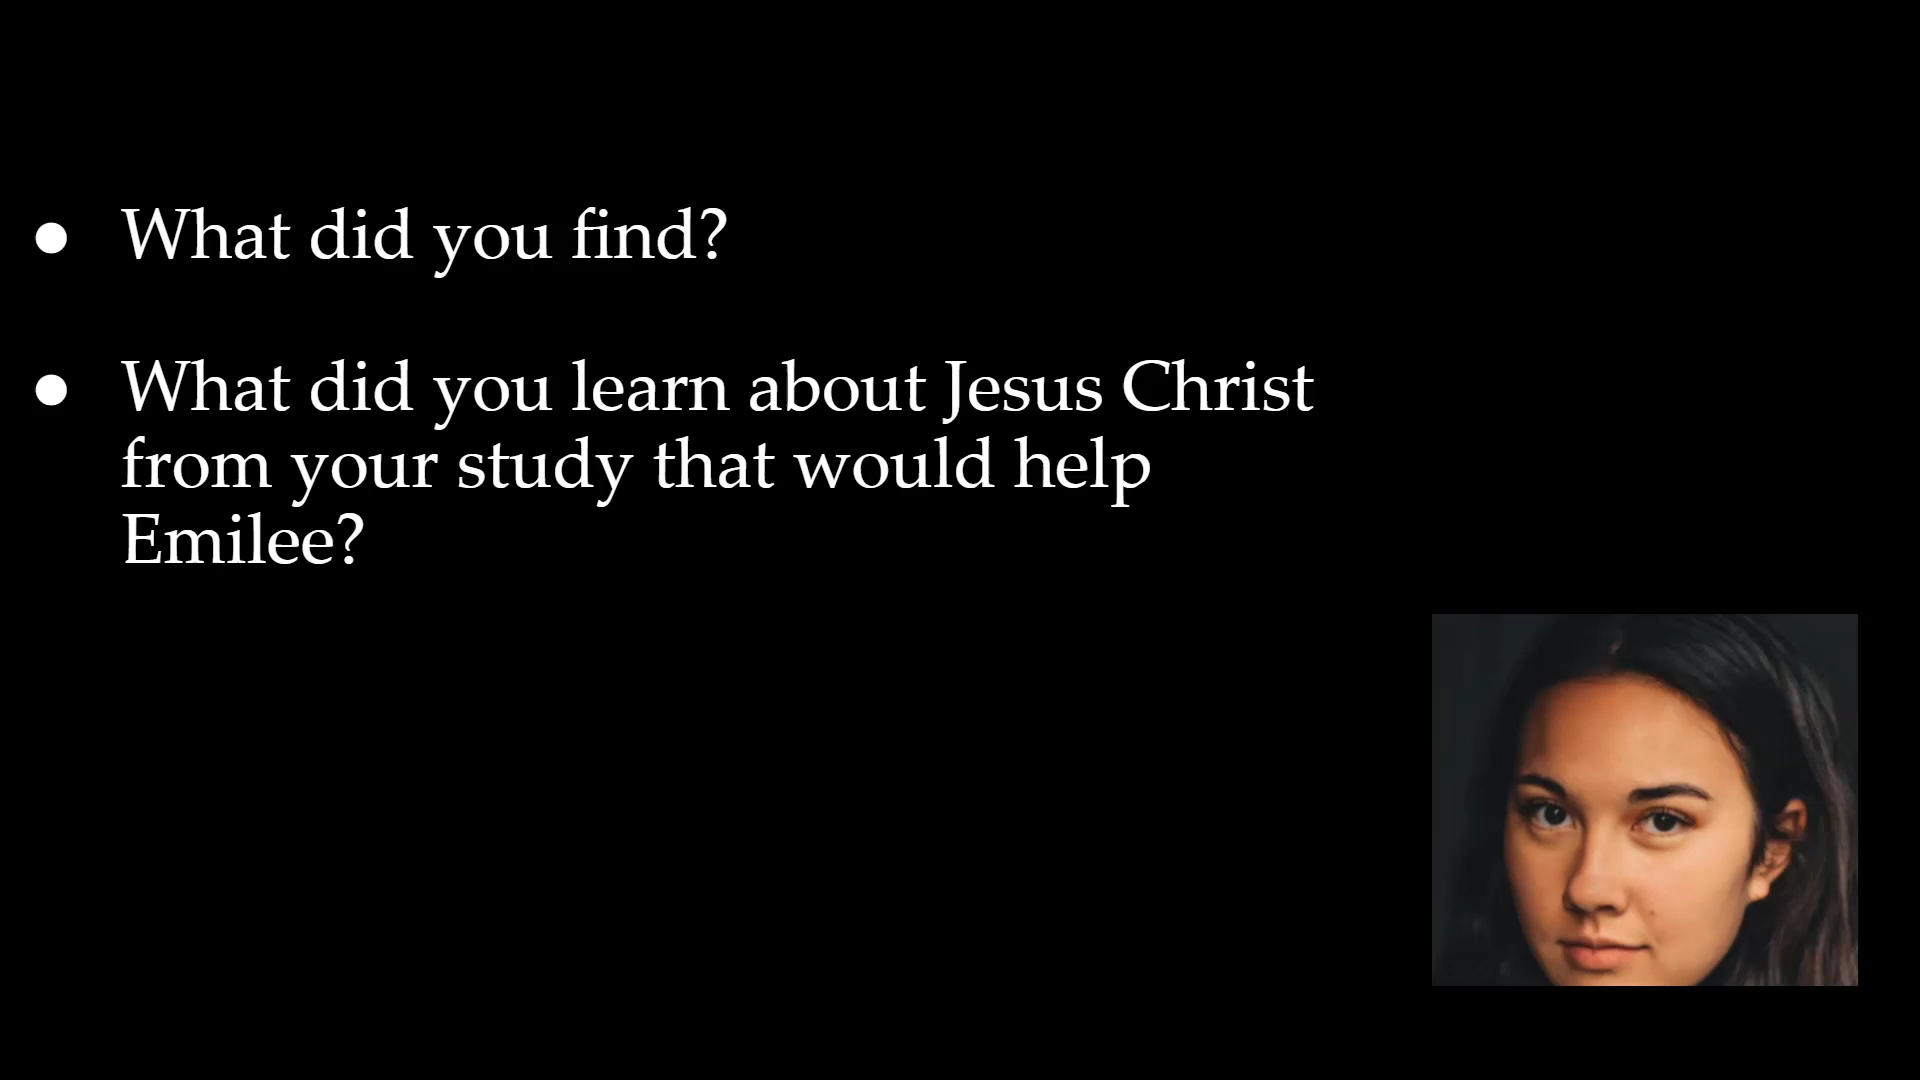 ● What did you find?
● What did you learn about Jesus Christ
from your study that would help
Emilee?